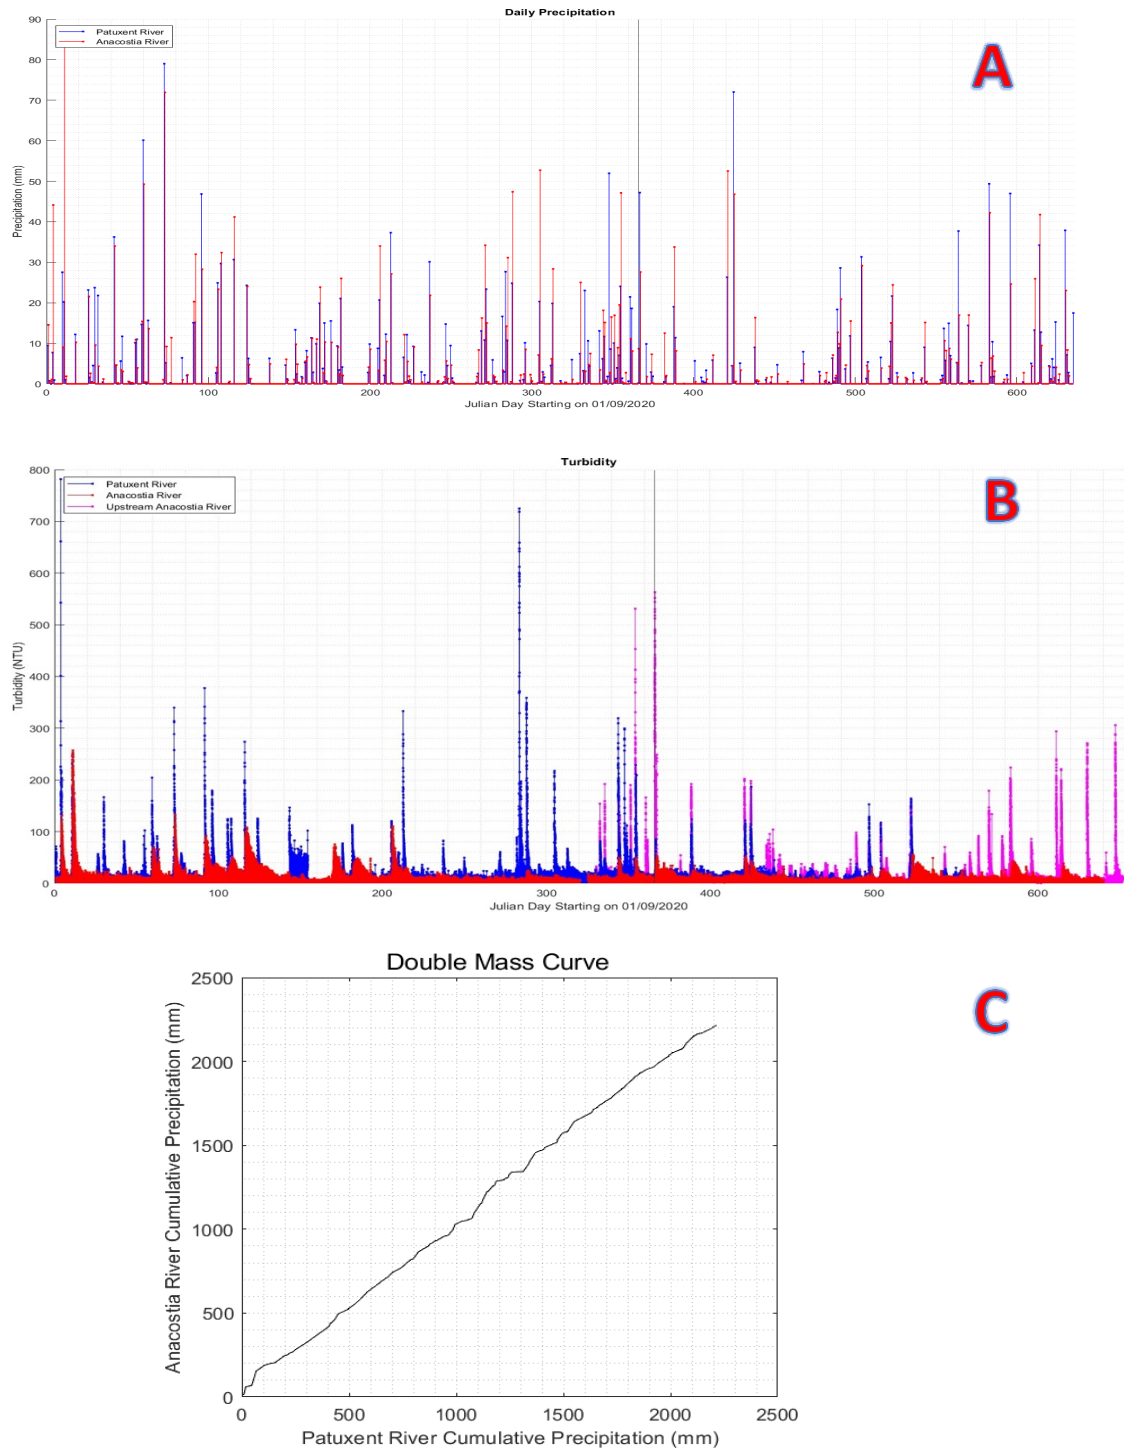 Daily Precipitation
Patuxent River
Anacostia River
A
90
80
70
60
50
40
30
20
10
0
Precipitation (mm)
0 100 200 300 400 500 600
Julian Day Starting on 01/09/2020
Turbidity
Patuxent River
Anacostia River
Upstream Anacostia River
B
800
700
600
500
400
300
200
100
0
Turbidity (NTU)
0 100 200 300 400 500 600
Julian Day Starting on 01/09/2020
Double Mass Curve
C
2500
2000
1500
1000
500
0
Anacostia River Cumulative Precipitation (mm)
0 500 1000 1500 2000 2500
Patuxent River Cumulative Precipitation (mm)